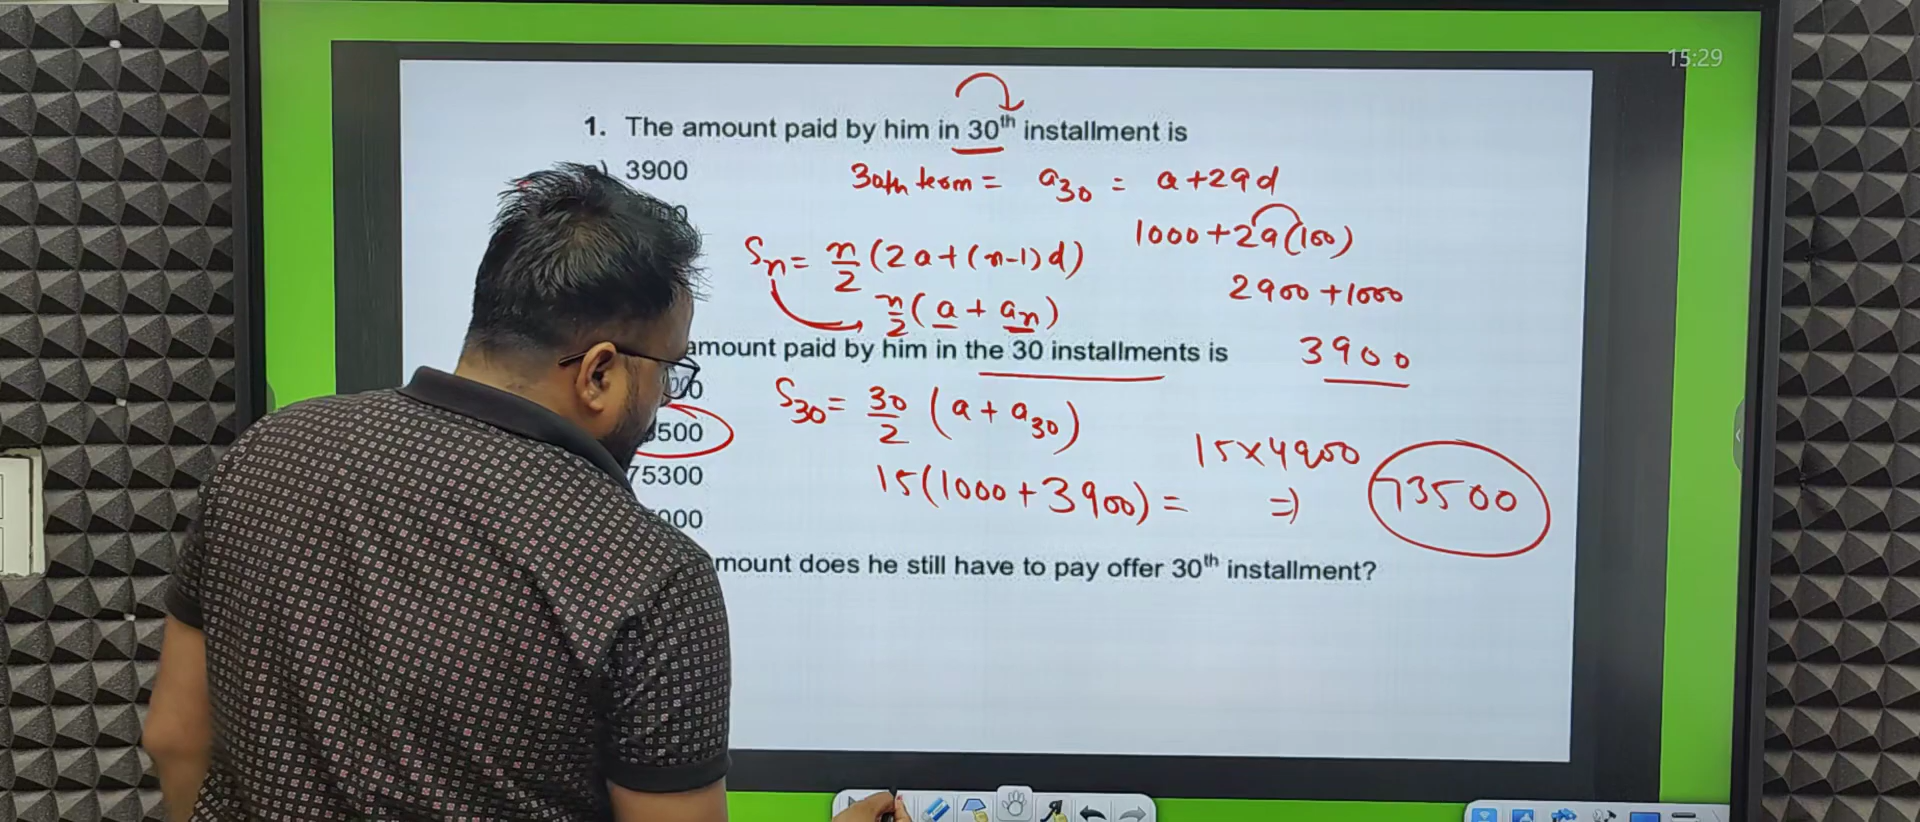 15:29
1. The amount paid by him in 30th installment is
3900
30th term = a30 = a+29d
1000+29(100)
Sn= n/2 (2a+(n-1)d)
2900+1000
n/2 (a + an)
amount paid by him in the 30 installments is
3900
S30= 30/2 (a + a30)
500
15×4900
75300
15(1000+3900) = ⇒ 73500
000
mount does he still have to pay offer 30th installment?